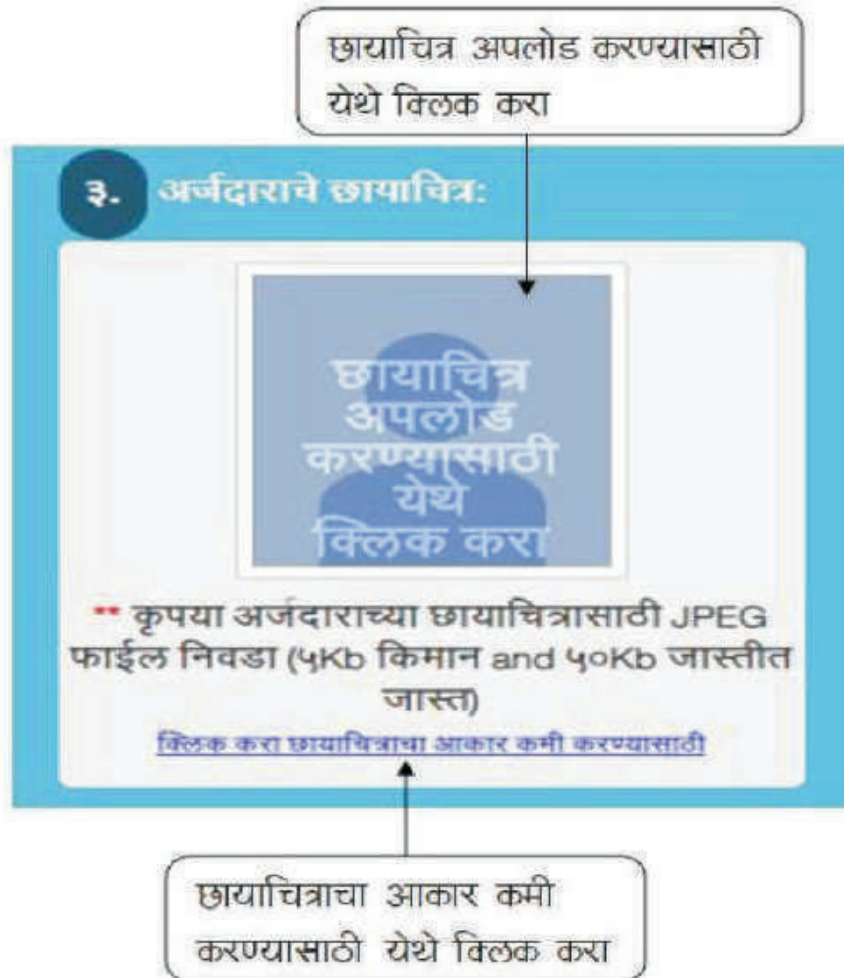 छायाचित्र अपलोड करण्यासाठी
येथे क्लिक करा
३. अर्जदाराचे छायाचित्र:
छायाचित्र
अपलोड
करण्यासाठी
येथे
क्लिक करा
** कृपया अर्जदाराच्या छायाचित्रासाठी JPEG
फाईल निवडा (५Kb किमान and ५०Kb जास्तीत
जास्त)
क्लिक करा छायाचित्राचा आकार कमी करण्यासाठी
छायाचित्राचा आकार कमी
करण्यासाठी येथे क्लिक करा